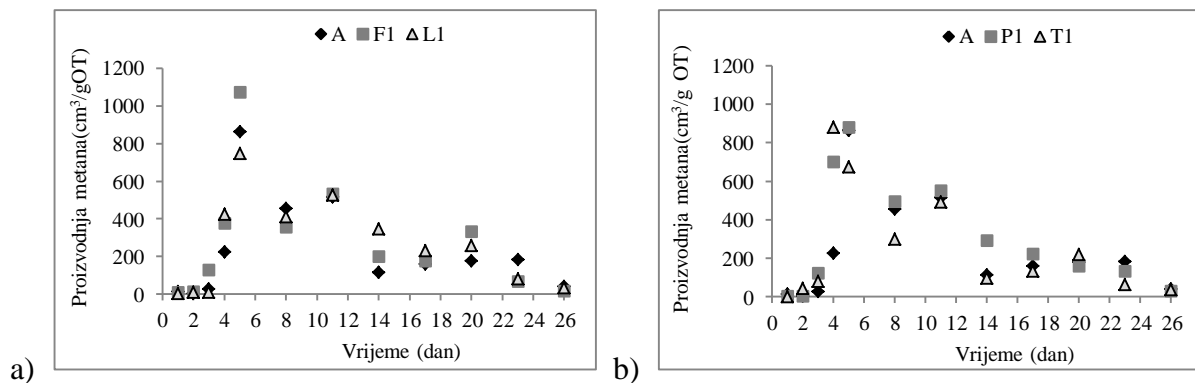 A F1 L1
Proizvodnja metana(cm³/gOT)
1200
1000
800
600
400
200
0
0 2 4 6 8 10 12 14 16 18 20 22 24 26
Vrijeme (dan)
a)
A P1 T1
Proizvodnja metana(cm³/g OT)
1200
1000
800
600
400
200
0
0 2 4 6 8 10 12 14 16 18 20 22 24 26
Vrijeme (dan)
b)